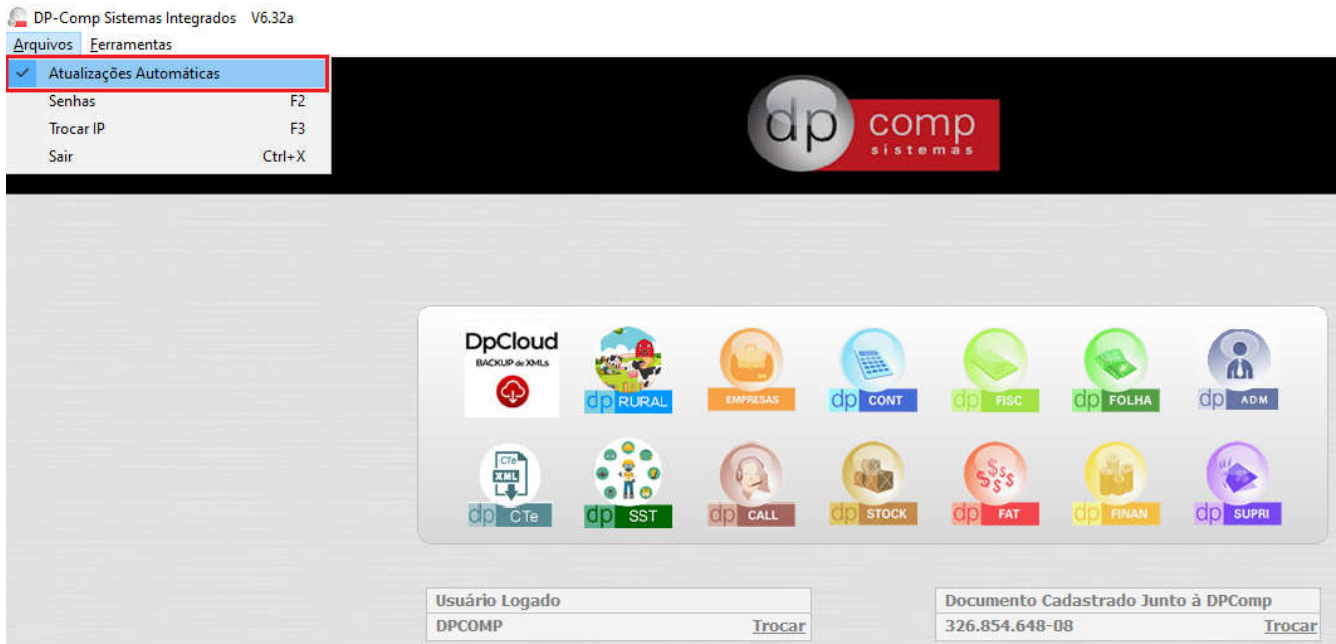 DP-Comp Sistemas Integrados V6.32a
Arquivos Ferramentas
Atualizações Automáticas
Senhas F2
Trocar IP F3
Sair Ctrl+X
dp comp
sistemas
DpCloud
BACKUP de XMLs
dp RURAL
EMPRESAS
dp CONT
dp FISC
dp FOLHA
dp ADM
CTe
XML
dp CTe
dp SST
dp CALL
dp STOCK
dp FAT
dp FINAN
dp SUPRI
Usuário Logado
DPCOMP Trocar
Documento Cadastrado Junto à DPComp
326.854.648-08 Trocar